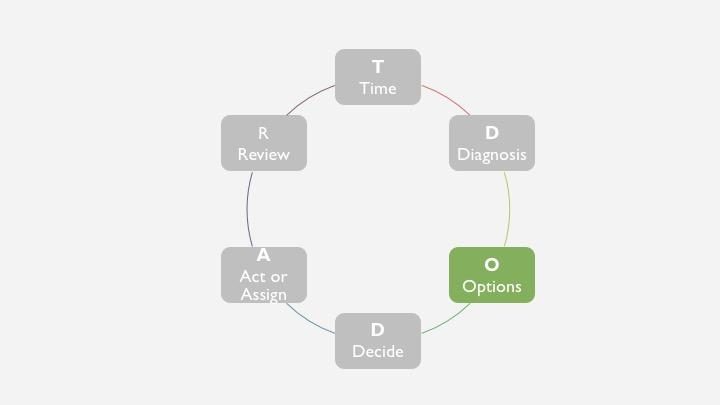 T
Time
D
Diagnosis
O
Options
D
Decide
A
Act or
Assign
R
Review